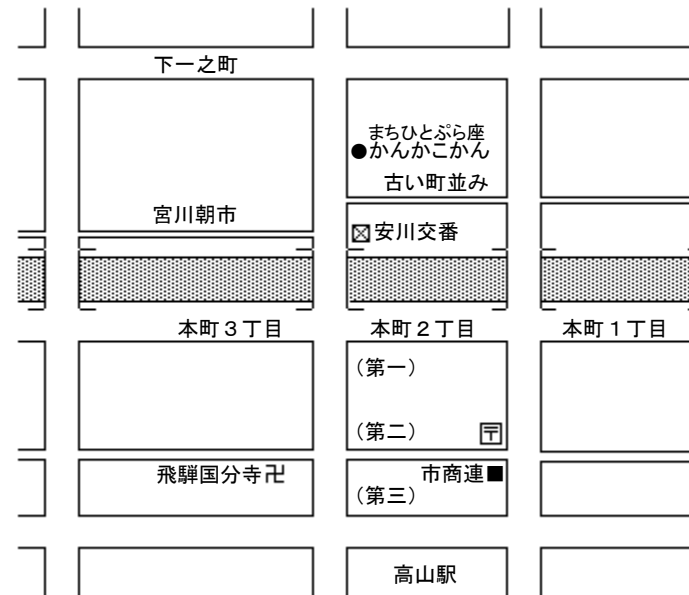 下一之町
まちひとぷら座
●かんかこかん
古い町並み
宮川朝市
安川交番
本町３丁目
本町２丁目
本町１丁目
（第一）
（第二）
〒
飛騨国分寺卍
市商連■
（第三）
高山駅